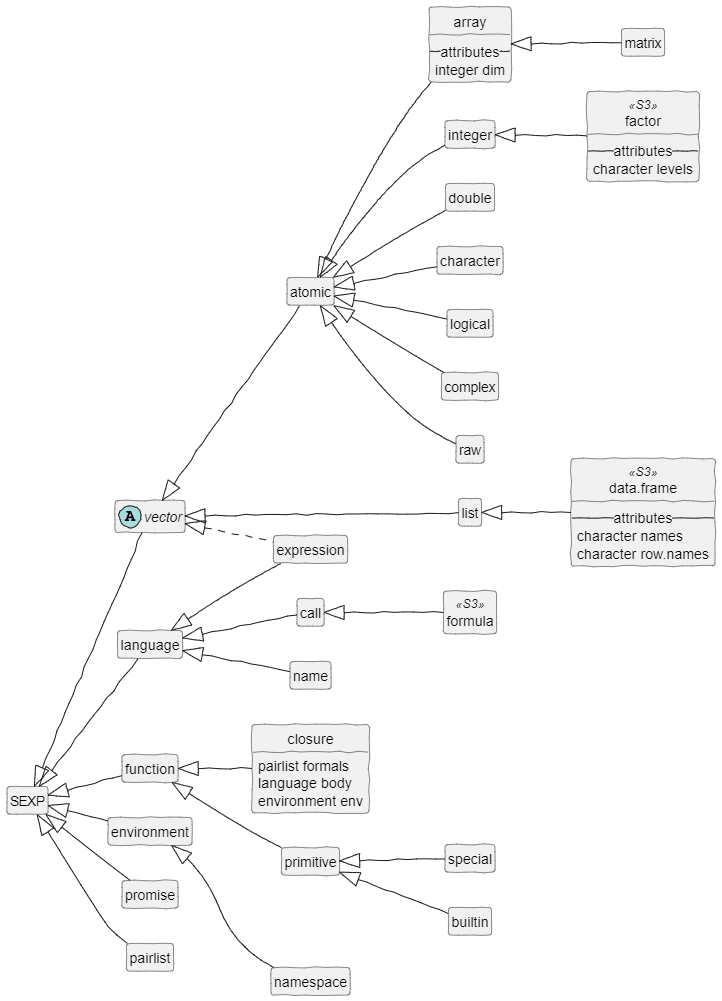 array
attributes
integer dim
matrix
«S3»
factor
attributes
character levels
integer
double
character
atomic
logical
complex
raw
«S3»
data.frame
attributes
character names
character row.names
A vector
list
expression
call
«S3»
formula
language
name
closure
pairlist formals
language body
environment env
function
SEXP
environment
primitive
special
promise
builtin
pairlist
namespace